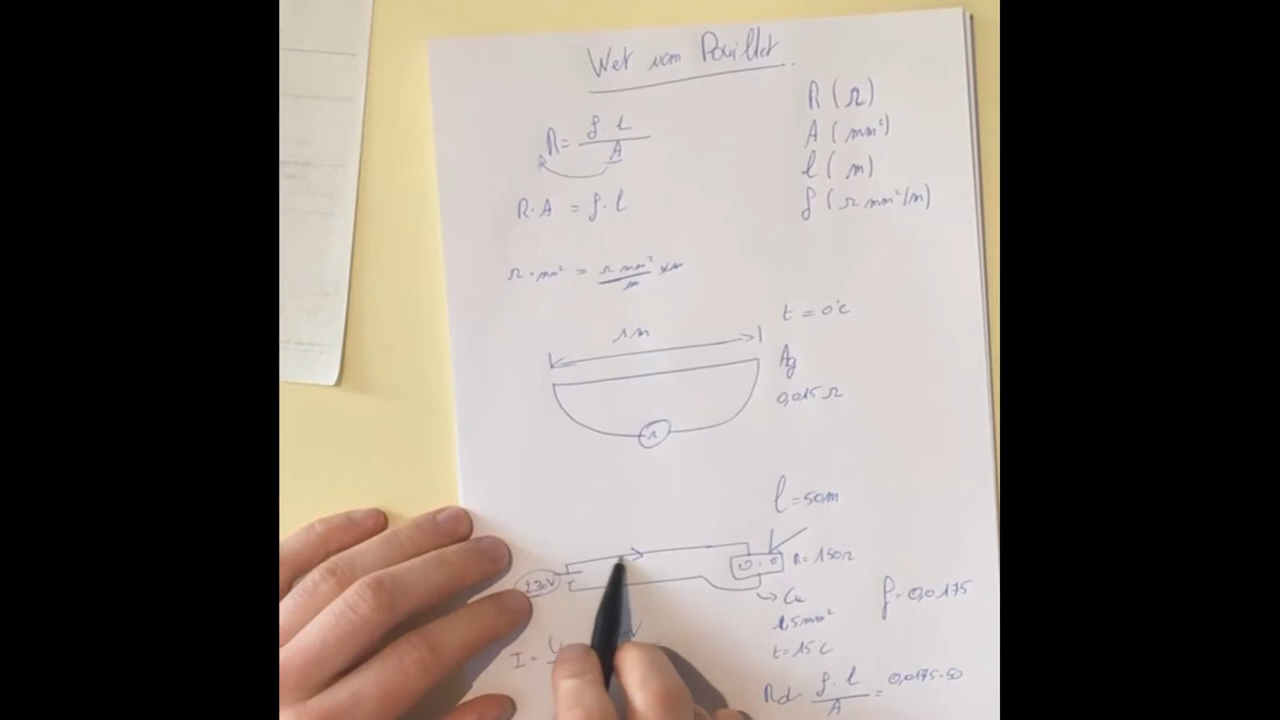 Wet van Pouillet.
R = ρ · l / A
R (Ω)
A (mm²)
l (m)
ρ (Ω mm²/m)
R · A = ρ · l
Ω · mm² = Ω mm² / m · m
t = 0°C
1m
Ag
0,015 Ω
Ω
l = 50m
R = 150Ω
230V
Cu
ρ = 0,0175
1,5mm²
t = 15°C
I = U
Rd = ρ · l / A = 0,0175 · 50